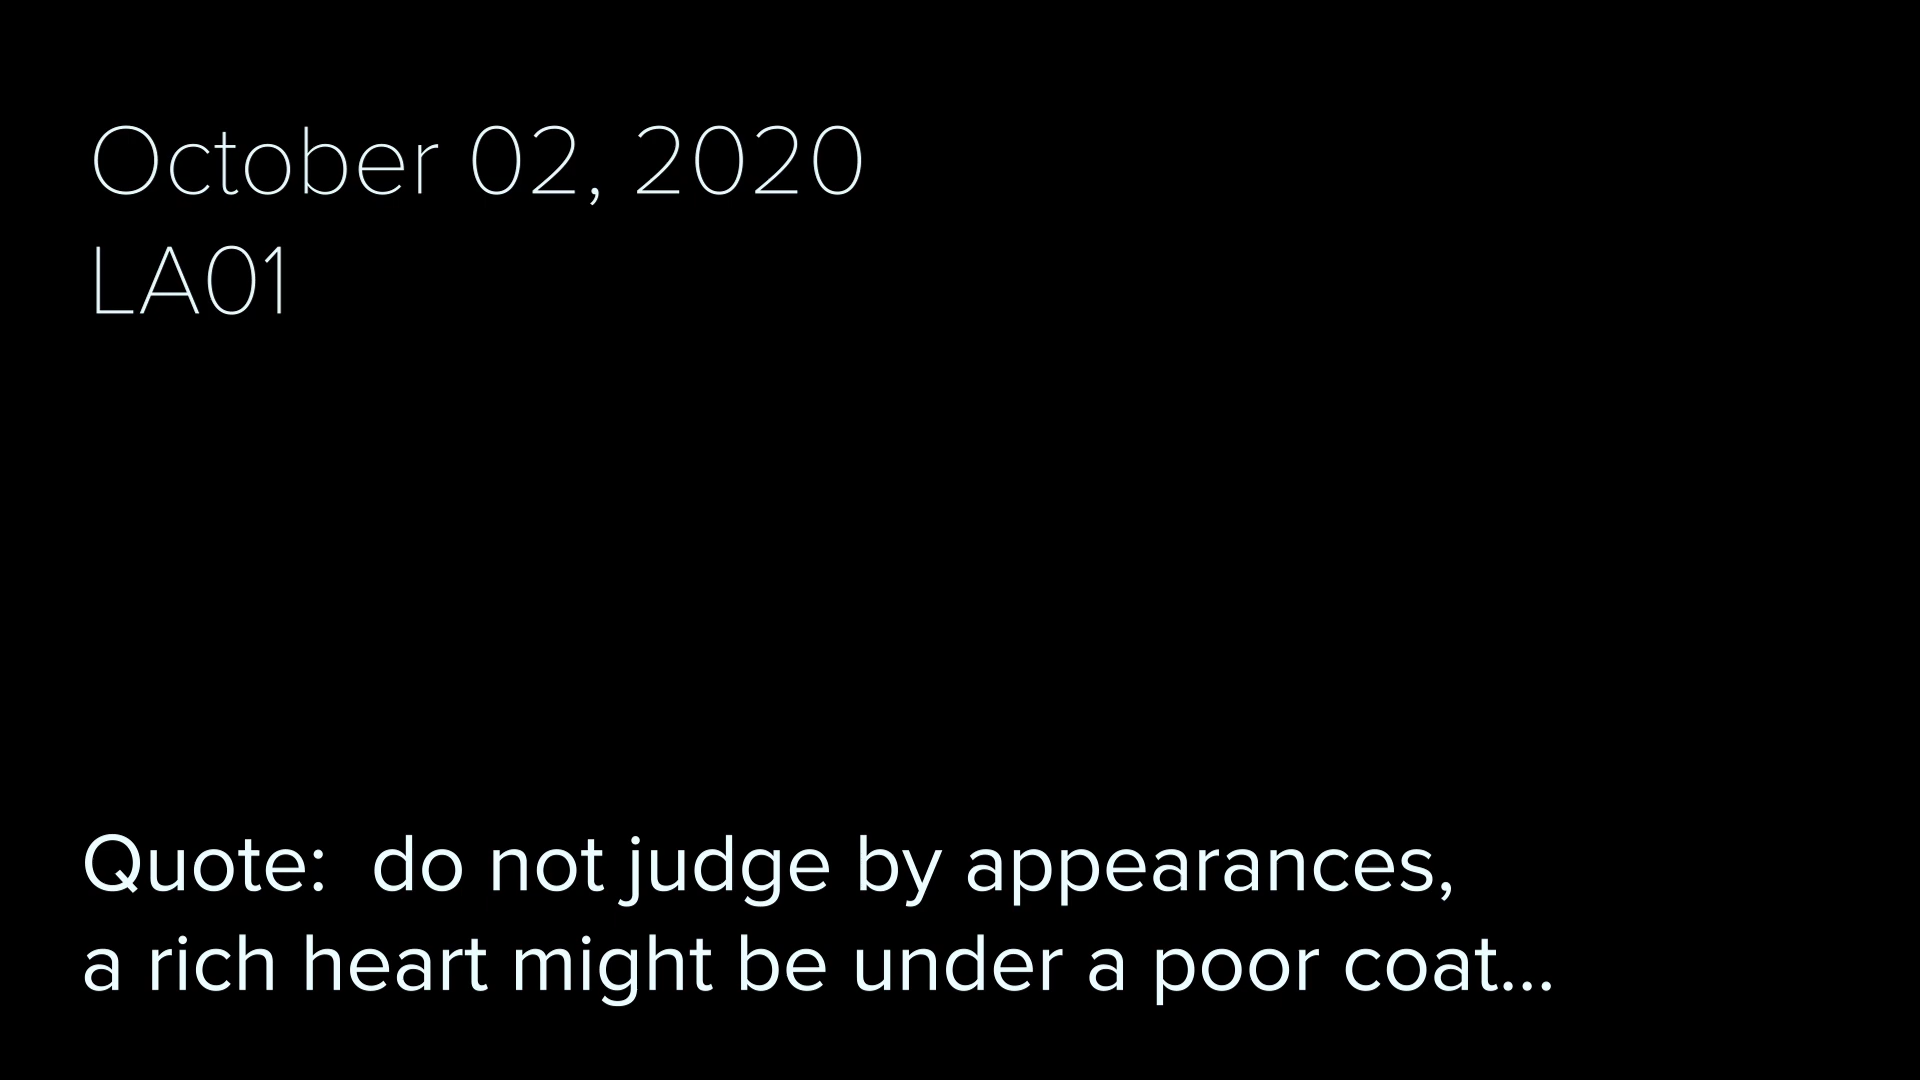 October 02, 2020
LA01
Quote:  do not judge by appearances,
a rich heart might be under a poor coat...